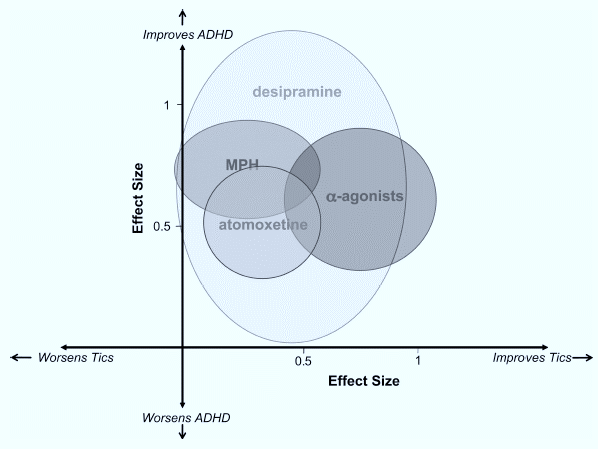 Improves ADHD
desipramine
1
MPH
α-agonists
Effect Size
0.5
atomoxetine
Worsens Tics
0.5
1
Improves Tics
Effect Size
Worsens ADHD